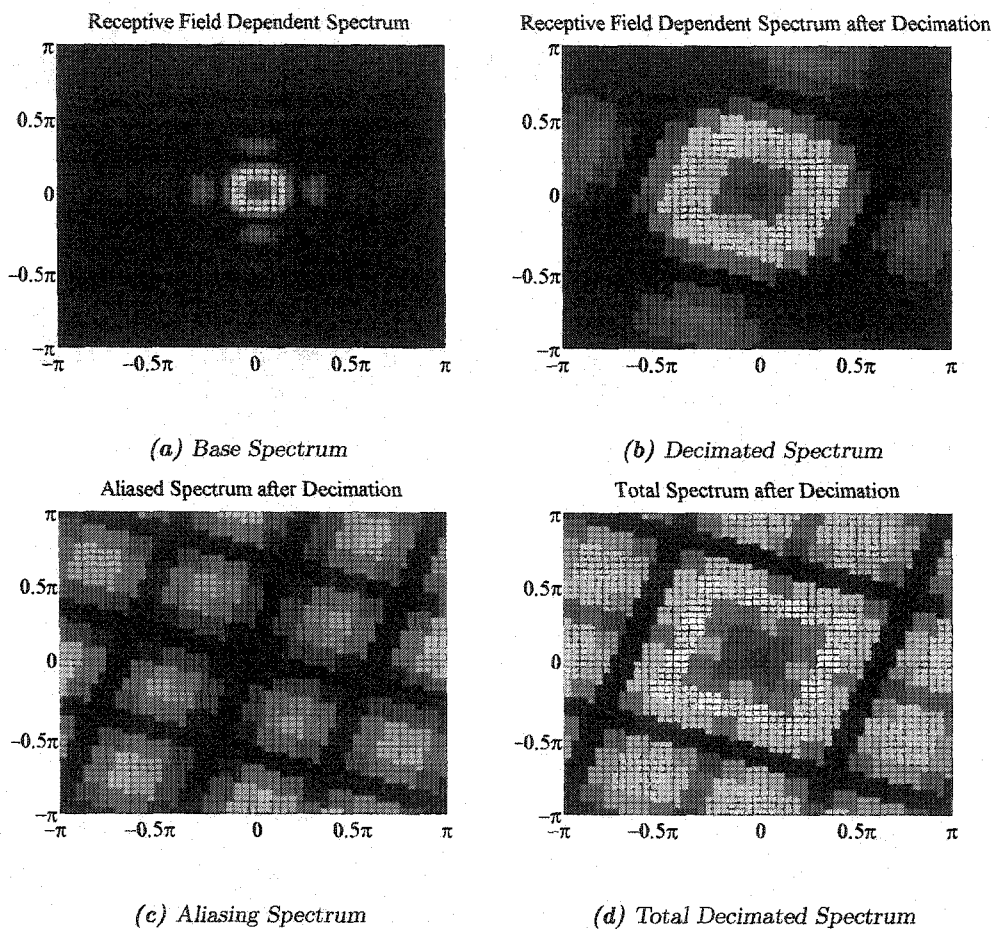 Receptive Field Dependent Spectrum
π
0.5π
0
−0.5π
−π
−π −0.5π 0 0.5π π
(a) Base Spectrum
Receptive Field Dependent Spectrum after Decimation
π
0.5π
0
−0.5π
−π
−π −0.5π 0 0.5π π
(b) Decimated Spectrum
Aliased Spectrum after Decimation
π
0.5π
0
−0.5π
−π
−π −0.5π 0 0.5π π
(c) Aliasing Spectrum
Total Spectrum after Decimation
π
0.5π
0
−0.5π
−π
−π −0.5π 0 0.5π π
(d) Total Decimated Spectrum